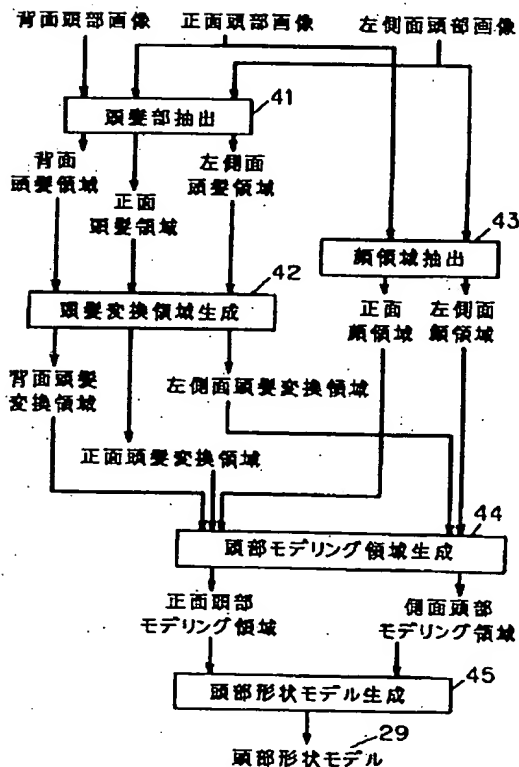 背面頭部画像 正面頭部画像 左側面頭部画像
41
頭髪部抽出
背面
頭髪領域
正面
頭髪領域
左側面
頭髪領域
43
顔領域抽出
42
頭髪変換領域生成
正面
顔領域
左側面
顔領域
背面頭髪
変換領域
左側面頭髪変換領域
正面頭髪変換領域
44
頭部モデリング領域生成
正面頭部
モデリング領域
側面頭部
モデリング領域
45
頭部形状モデル生成
29
頭部形状モデル